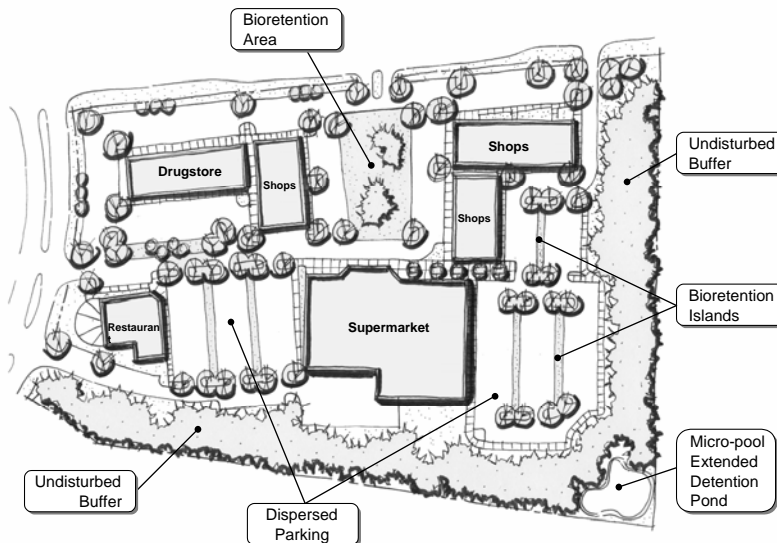 Bioretention
Area
Shops
Undisturbed
Buffer
Drugstore
Shops
Shops
Bioretention
Islands
Restauran
t
Supermarket
Micro-pool
Extended
Detention
Pond
Undisturbed
Buffer
Dispersed
Parking